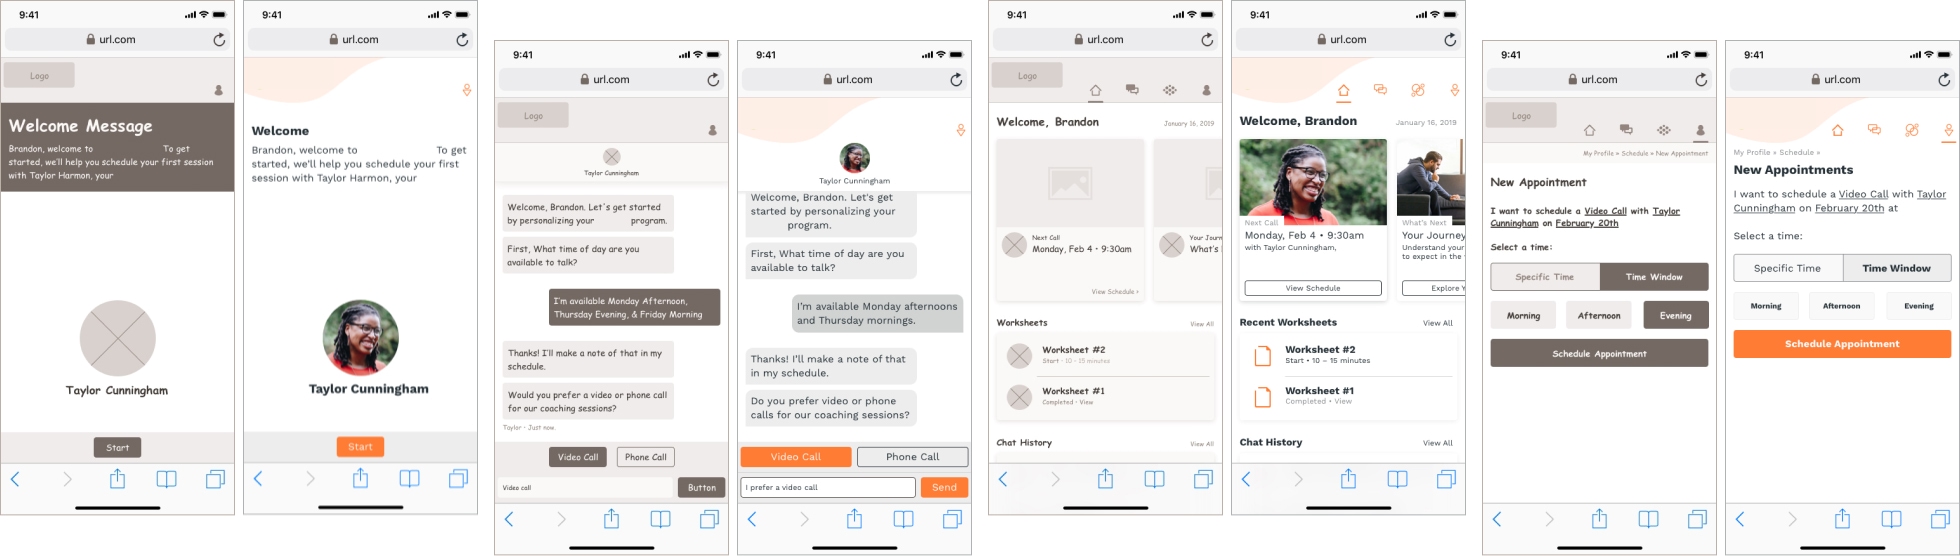 9:41
url.com
Logo
Welcome Message
Brandon, welcome to To get
started, we'll help you schedule your first session
with Taylor Harmon, your
Taylor Cunningham
Start
9:41
url.com
Welcome
Brandon, welcome to To get
started, we'll help you schedule your first
session with Taylor Harmon, your
Taylor Cunningham
Start
9:41
url.com
Logo
Taylor Cunningham
Welcome, Brandon. Let's get started
by personalizing your program.
First, What time of day are you
available to talk?
I'm available Monday Afternoon,
Thursday Evening, & Friday Morning
Thanks! I'll make a note of that in my
schedule.
Would you prefer a video or phone call
for our coaching sessions?
Taylor - Just now.
Video Call
Phone Call
Video call
Button
9:41
url.com
Taylor Cunningham
Welcome, Brandon. Let's get
started by personalizing your
program.
First, What time of day are you
available to talk?
I'm available Monday afternoons
and Thursday mornings.
Thanks! I'll make a note of that
in my schedule.
Do you prefer video or phone
calls for our coaching sessions?
Video Call
Phone Call
I prefer a video call
Send
9:41
url.com
Logo
Welcome, Brandon
January 16, 2019
Next Call
Monday, Feb 4 • 9:30am
View Schedule >
Your Journ
What's
Worksheets
View All
Worksheet #2
Start - 10 - 15 minutes
Worksheet #1
Completed - View
Chat History
View All
9:41
url.com
Welcome, Brandon
January 16, 2019
Next Call
Monday, Feb 4 • 9:30am
with Taylor Cunningham,
View Schedule
What's Next
Your Journey
Understand your
to expect in the
Explore Y
Recent Worksheets
View All
Worksheet #2
Start • 10 – 15 minutes
Worksheet #1
Completed • View
Chat History
View All
9:41
url.com
Logo
My Profile » Schedule » New Appointment
New Appointment
I want to schedule a Video Call with Taylor
Cunningham on February 20th
Select a time:
Specific Time
Time Window
Morning
Afternoon
Evening
Schedule Appointment
9:41
url.com
My Profile » Schedule »
New Appointments
I want to schedule a Video Call with Taylor
Cunningham on February 20th at
Select a time:
Specific Time
Time Window
Morning
Afternoon
Evening
Schedule Appointment